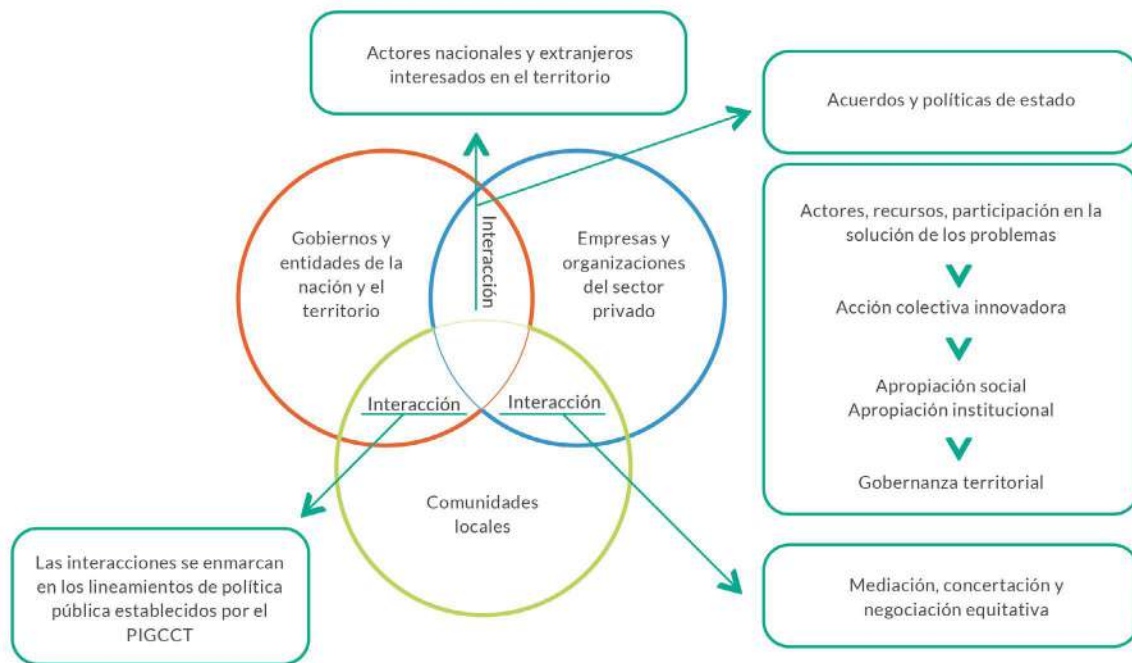 Actores nacionales y extranjeros
interesados en el territorio
Acuerdos y políticas de estado
Gobiernos y
entidades de la
nación y el
territorio
Interacción
Empresas y
organizaciones
del sector
privado
Actores, recursos, participación en la
solución de los problemas
Acción colectiva innovadora
Apropiación social
Apropiación institucional
Gobernanza territorial
Interacción
Interacción
Comunidades
locales
Las interacciones se enmarcan
en los lineamientos de política
pública establecidos por el
PIGCCT
Mediación, concertación y
negociación equitativa